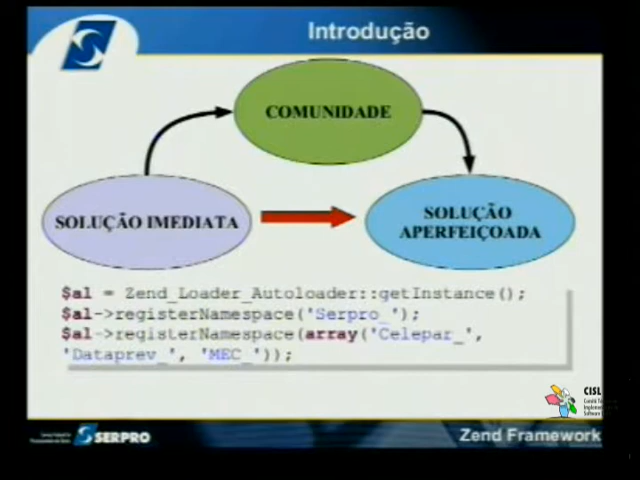 Introdução
COMUNIDADE
SOLUÇÃO IMEDIATA
SOLUÇÃO
APERFEIÇOADA
$al = Zend_Loader_Autoloader::getInstance();
$al->registerNamespace('Serpro_');
$al->registerNamespace(array('Celepar_',
'Dataprev_', 'MEC_'));
CISL
SERPRO
Zend Framework